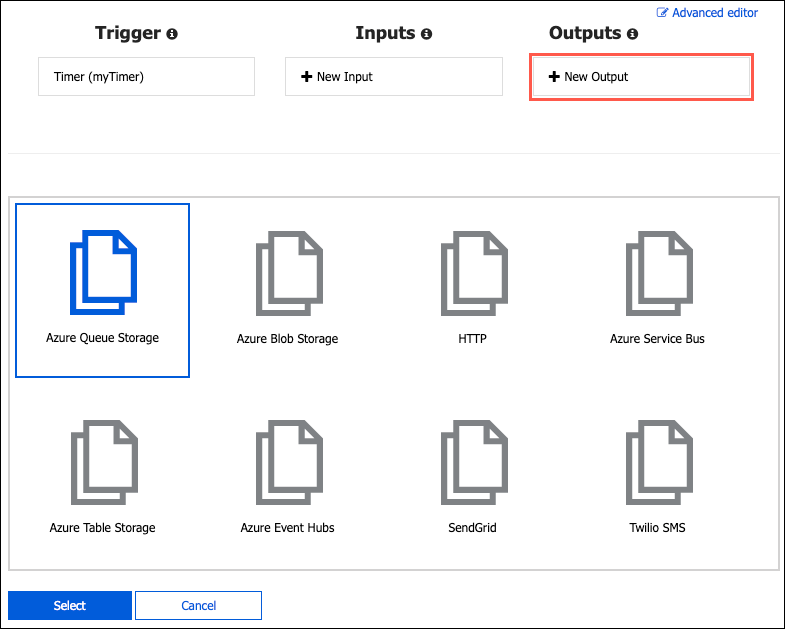 Advanced editor
Trigger
Inputs
Outputs
Timer (myTimer)
New Input
New Output
Azure Queue Storage
Azure Blob Storage
HTTP
Azure Service Bus
Azure Table Storage
Azure Event Hubs
SendGrid
Twilio SMS
Select
Cancel